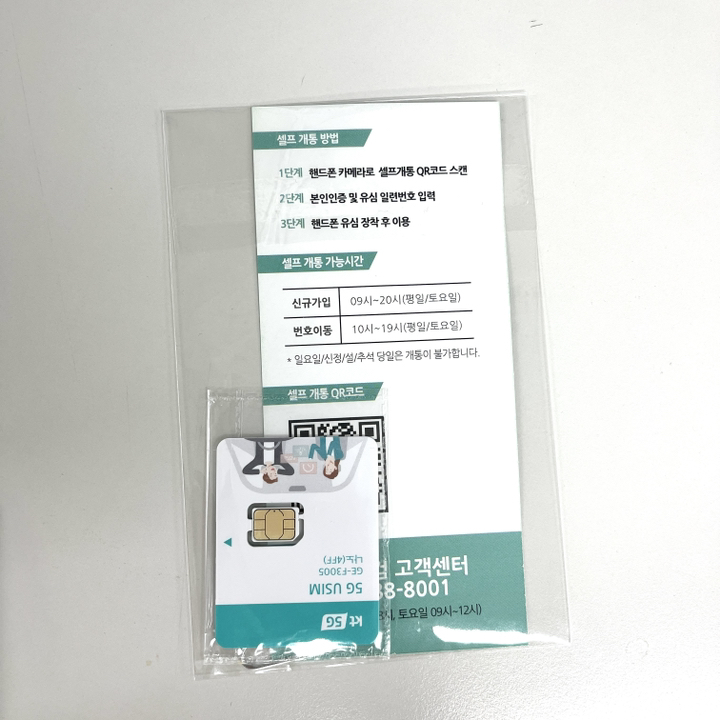 셀프 개통 방법
1단계 핸드폰 카메라로 셀프개통 QR코드 스캔
2단계 본인인증 및 유심 일련번호 입력
3단계 핸드폰 유심 장착 후 이용
셀프 개통 가능시간
신규가입 09시~20시(평일/토요일)
번호이동 10시~19시(평일/토요일)
* 일요일/신정/설/추석 당일은 개통이 불가합니다.
셀프 개통 QR코드
고객센터
8-8001
토요일 09시~12시)
kt 5G
5G USIM
GE-F300S
나노(4FF)